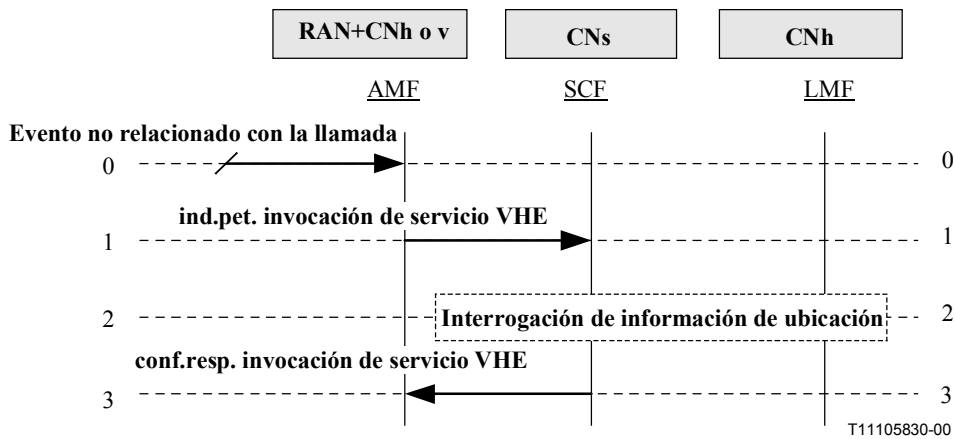 RAN+CNh o v
CNs
CNh
AMF
SCF
LMF
Evento no relacionado con la llamada
0
0
ind.pet. invocación de servicio VHE
1
1
2
Interrogación de información de ubicación
2
conf.resp. invocación de servicio VHE
3
3
T11105830-00